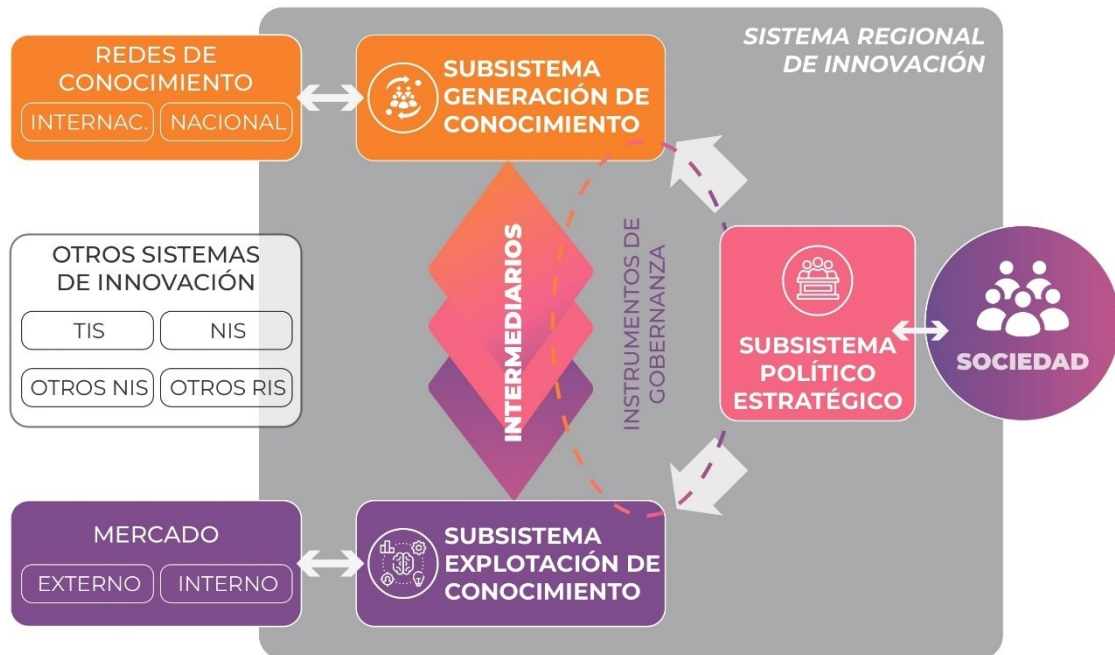 SISTEMA REGIONAL
DE INNOVACIÓN
REDES DE
CONOCIMIENTO
INTERNAC.
NACIONAL
SUBSISTEMA
GENERACIÓN DE
CONOCIMIENTO
OTROS SISTEMAS
DE INNOVACIÓN
TIS
NIS
OTROS NIS
OTROS RIS
INTERMEDIARIOS
INSTRUMENTOS DE
GOBERNANZA
SUBSISTEMA
POLÍTICO
ESTRATÉGICO
SOCIEDAD
MERCADO
EXTERNO
INTERNO
SUBSISTEMA
EXPLOTACIÓN DE
CONOCIMIENTO